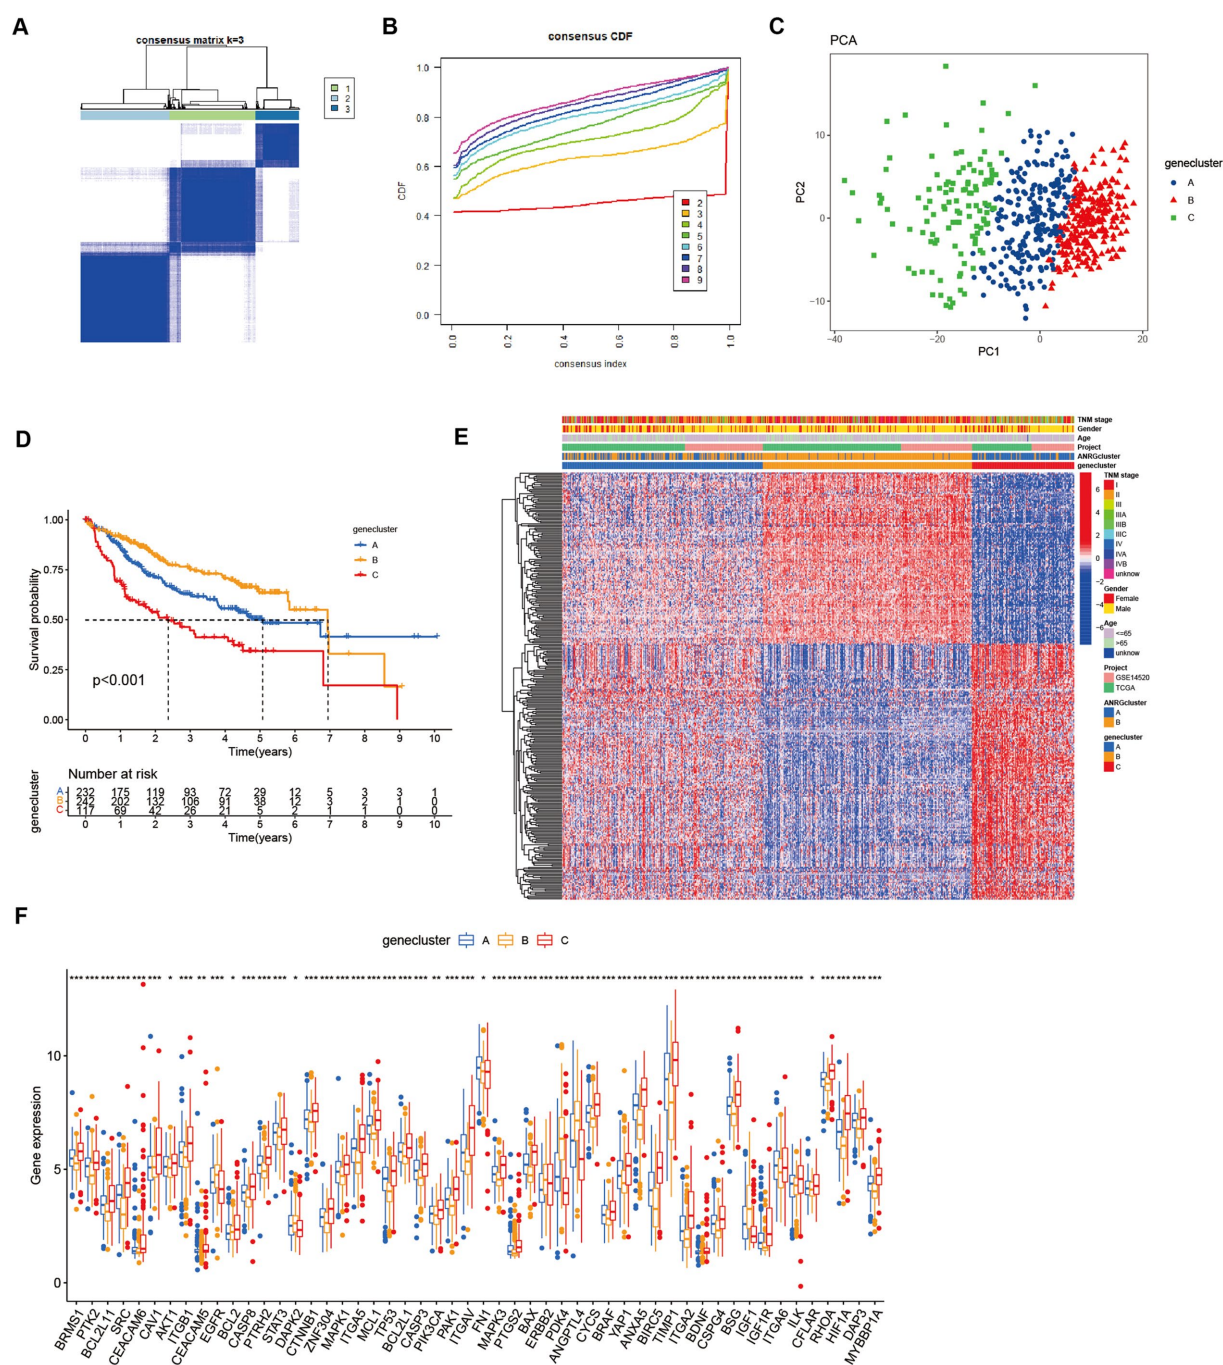 A
consensus matrix k=3
1
2
3
B
consensus CDF
CDF
1.0
0.8
0.6
0.4
0.2
0.0
2
3
4
5
6
7
8
9
0.0
0.2
0.4
0.6
0.8
1.0
consensus index
C
PCA
PC2
10
0
−10
−40
−20
0
20
PC1
genecluster
A
B
C
D
Survival probability
1.00
0.75
0.50
0.25
0.00
genecluster
A
B
C
p<0.001
0 1 2 3 4 5 6 7 8 9 10
Time(years)
Number at risk
genecluster
A 232 175 119 93 72 29 12 5 3 3 1
B 242 202 132 106 91 38 12 3 2 1 0
C 117 69 42 26 21 5 2 1 1 0 0
0 1 2 3 4 5 6 7 8 9 10
Time(years)
E
TNM stage
Gender
Age
Project
ANRGcluster
genecluster
6
4
2
0
−2
−4
−6
TNM stage
I
II
III
IIIA
IIIB
IIIC
IV
IVA
IVB
unknow
Gender
Female
Male
Age
<=65
>65
unknow
Project
GSE14520
TCGA
ANRGcluster
A
B
genecluster
A
B
C
F
genecluster A B C
*** *** *** *** *** *** * *** ** *** * *** *** *** * *** *** *** *** *** *** *** *** ** *** *** * *** *** *** *** *** *** *** *** *** *** *** *** *** *** *** *** *** *** *** *** * *** *** *** ***
Gene expression
10
5
0
BRMS1
PTK2
BCL2L11
SRC
CEACAM6
CAV1
AKT1
ITGB1
CEACAM5
EGFR
BCL2
CASP8
PTRH2
STAT3
DAPK2
CTNNB1
ZNF304
MAPK1
ITGA5
MCL1
TP53
BCL2L1
CASP3
PIK3CA
PAK1
ITGAV
FN1
MAPK3
PTGS2
BAX
ERBB2
PDK4
ANGPTL4
CYCS
BRAF
YAP1
ANXA5
BIRC5
TIMP1
ITGA2
BDNF
CSPG4
BSG
IGF1
IGF1R
ITGA6
ILK
CFLAR
RHOA
HIF1A
DAP3
MYBBP1A